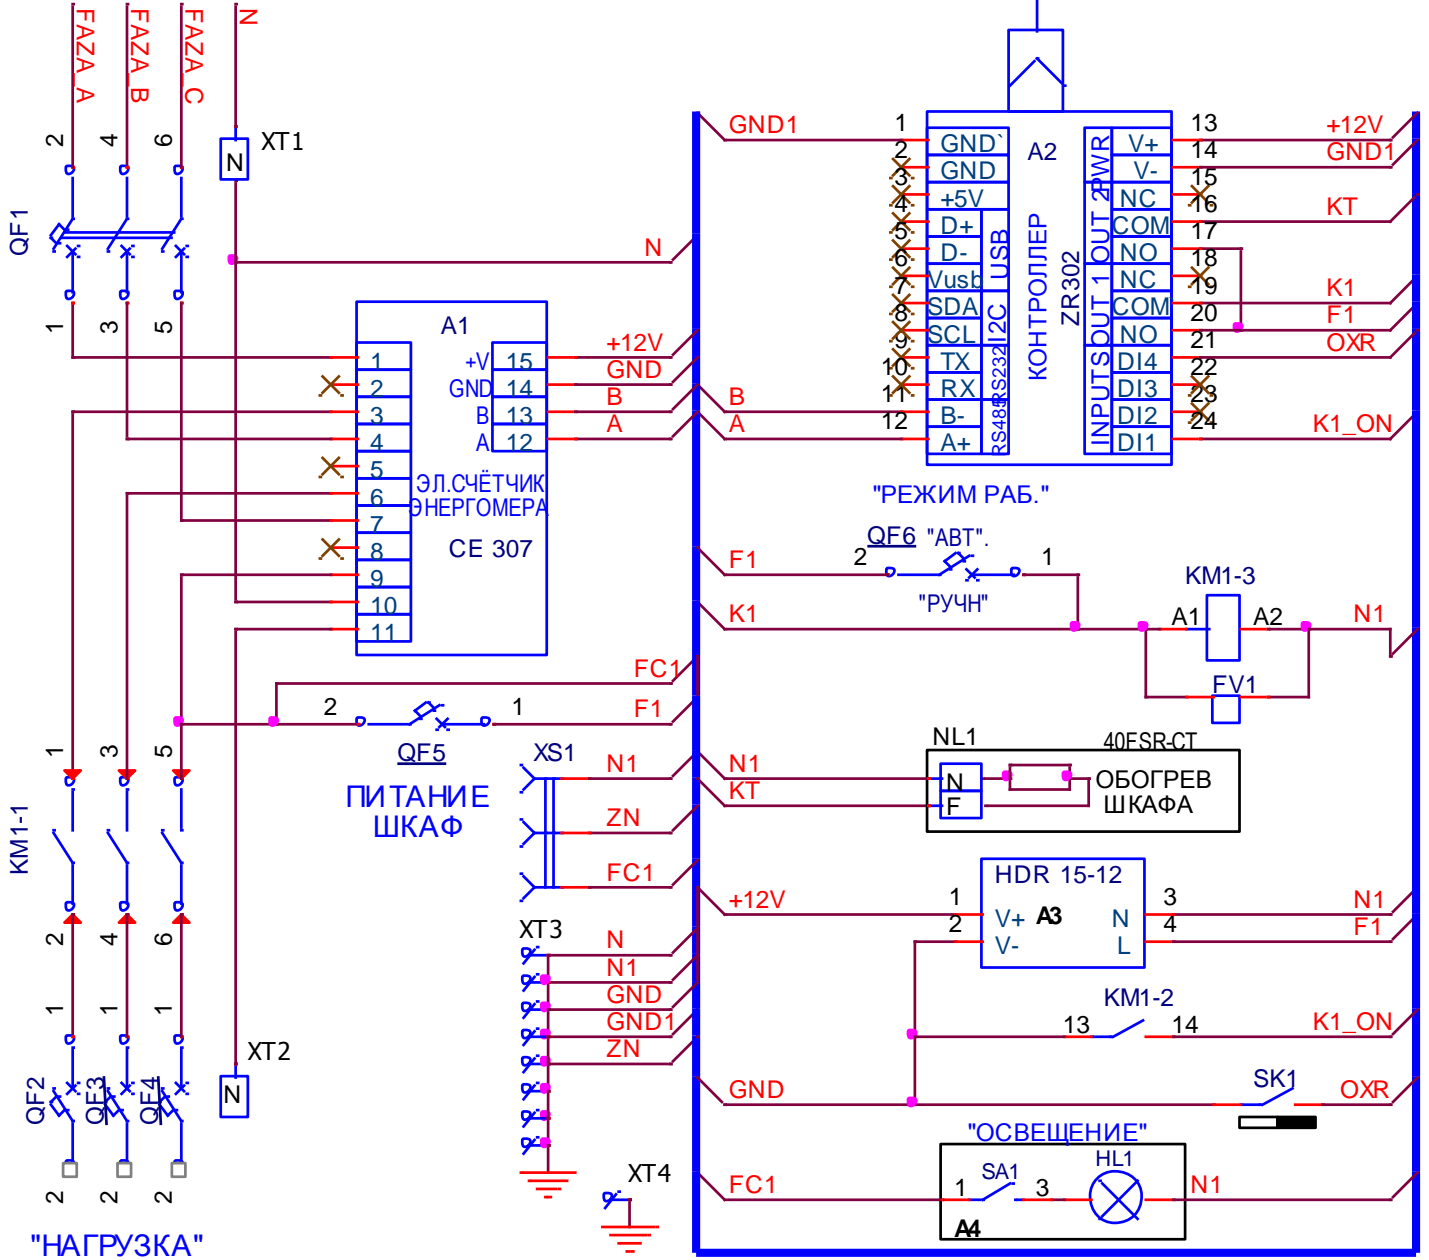 FAZA_A
FAZA_B
FAZA_C
N
2
4
6
XT1
N
QF1
1
3
5
N
A1
1
2
3
4
5
6
7
8
9
10
11
+V
15
GND
14
B
13
A
12
ЭЛ.СЧЁТЧИК
ЭНЕРГОМЕРА
CE 307
+12V
GND
B
A
GND1
B
A
1
2
3
4
5
6
7
8
9
10
11
12
GND`
GND
+5V
D+
D-
Vusb
SDA
SCL
TX
RX
B-
A+
USB
I2C
RS232
RS485
A2
КОНТРОЛЛЕР
ZR302
PWR
OUT 2
OUT 1
INPUTS
V+
V-
NC
COM
NO
NC
COM
NO
DI4
DI3
DI2
DI1
13
14
15
16
17
18
19
20
21
22
23
24
+12V
GND1
KT
K1
F1
OXR
K1_ON
"РЕЖИМ РАБ."
F1
2
QF6
"АВТ".
1
"РУЧН"
K1
KM1-3
A1
A2
N1
FV1
FC1
2
1
F1
QF5
ПИТАНИЕ
ШКАФ
XS1
N1
ZN
FC1
N1
KT
NL1
40FSR-CT
N
F
ОБОГРЕВ
ШКАФА
1
3
5
KM1-1
2
4
6
1
1
1
QF2
QF3
QF4
2
2
2
"НАГРУЗКА"
XT2
N
XT3
N
N1
GND
GND1
ZN
XT4
+12V
HDR 15-12
1
2
V+
V-
A3
N
L
3
4
N1
F1
KM1-2
13
14
K1_ON
GND
SK1
OXR
"ОСВЕЩЕНИЕ"
FC1
1
SA1
3
HL1
N1
A4